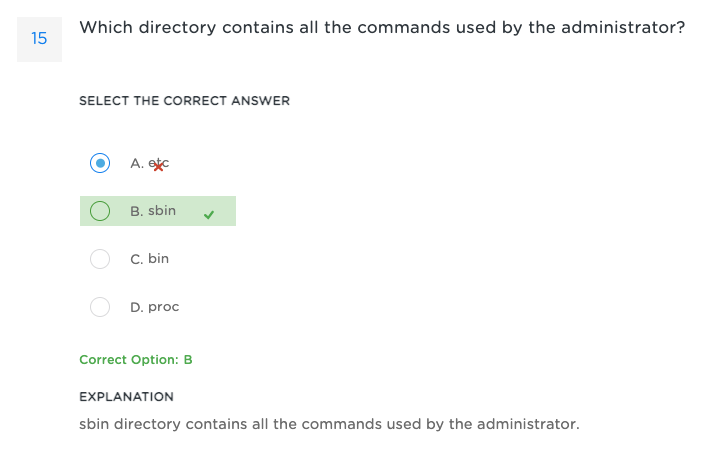 15
Which directory contains all the commands used by the administrator?
SELECT THE CORRECT ANSWER
A. etc
B. sbin
C. bin
D. proc
Correct Option: B
EXPLANATION
sbin directory contains all the commands used by the administrator.